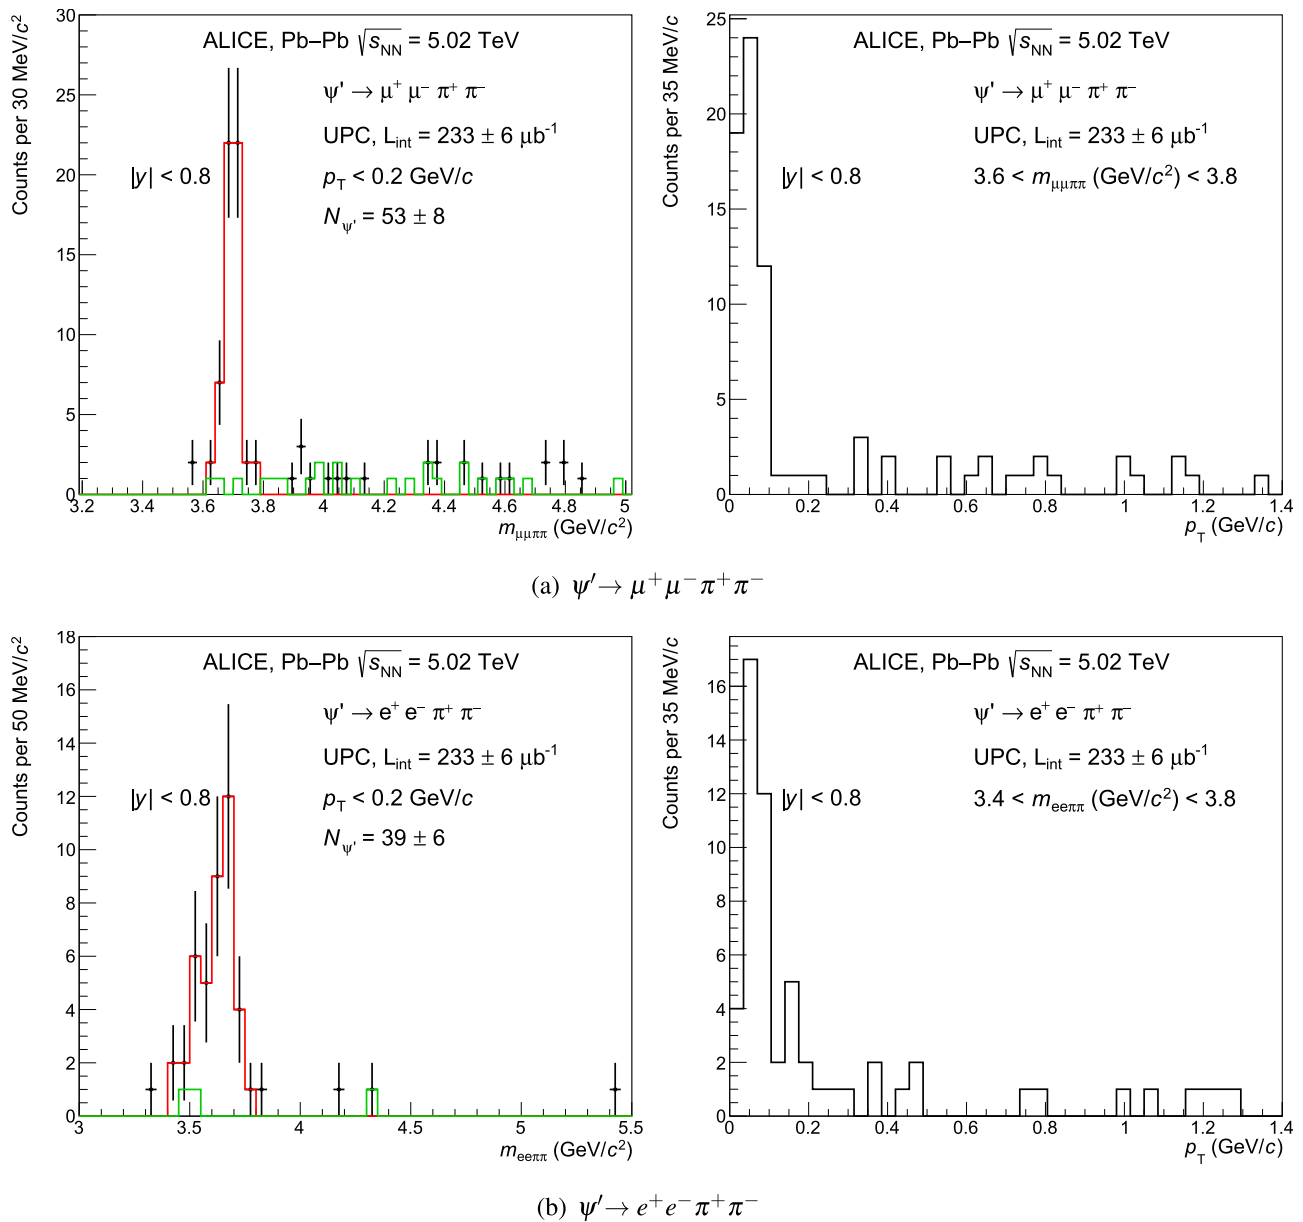 Counts per 30 MeV/c²
30
25
20
15
10
5
0
ALICE, Pb–Pb √sNN = 5.02 TeV
ψ' → μ⁺ μ⁻ π⁺ π⁻
UPC, Lint = 233 ± 6 μb⁻¹
|y| < 0.8
pT < 0.2 GeV/c
Nψ' = 53 ± 8
3.2 3.4 3.6 3.8 4 4.2 4.4 4.6 4.8 5
mμμππ (GeV/c²)
Counts per 35 MeV/c
25
20
15
10
5
0
ALICE, Pb–Pb √sNN = 5.02 TeV
ψ' → μ⁺ μ⁻ π⁺ π⁻
UPC, Lint = 233 ± 6 μb⁻¹
|y| < 0.8
3.6 < mμμππ (GeV/c²) < 3.8
0 0.2 0.4 0.6 0.8 1 1.2 1.4
pT (GeV/c)
(a) ψ′→ μ⁺μ⁻π⁺π⁻
Counts per 50 MeV/c²
18
16
14
12
10
8
6
4
2
0
ALICE, Pb–Pb √sNN = 5.02 TeV
ψ' → e⁺ e⁻ π⁺ π⁻
UPC, Lint = 233 ± 6 μb⁻¹
|y| < 0.8
pT < 0.2 GeV/c
Nψ' = 39 ± 6
3 3.5 4 4.5 5 5.5
meeππ (GeV/c²)
Counts per 35 MeV/c
16
14
12
10
8
6
4
2
0
ALICE, Pb–Pb √sNN = 5.02 TeV
ψ' → e⁺ e⁻ π⁺ π⁻
UPC, Lint = 233 ± 6 μb⁻¹
|y| < 0.8
3.4 < meeππ (GeV/c²) < 3.8
0 0.2 0.4 0.6 0.8 1 1.2 1.4
pT (GeV/c)
(b) ψ′→ e⁺e⁻π⁺π⁻